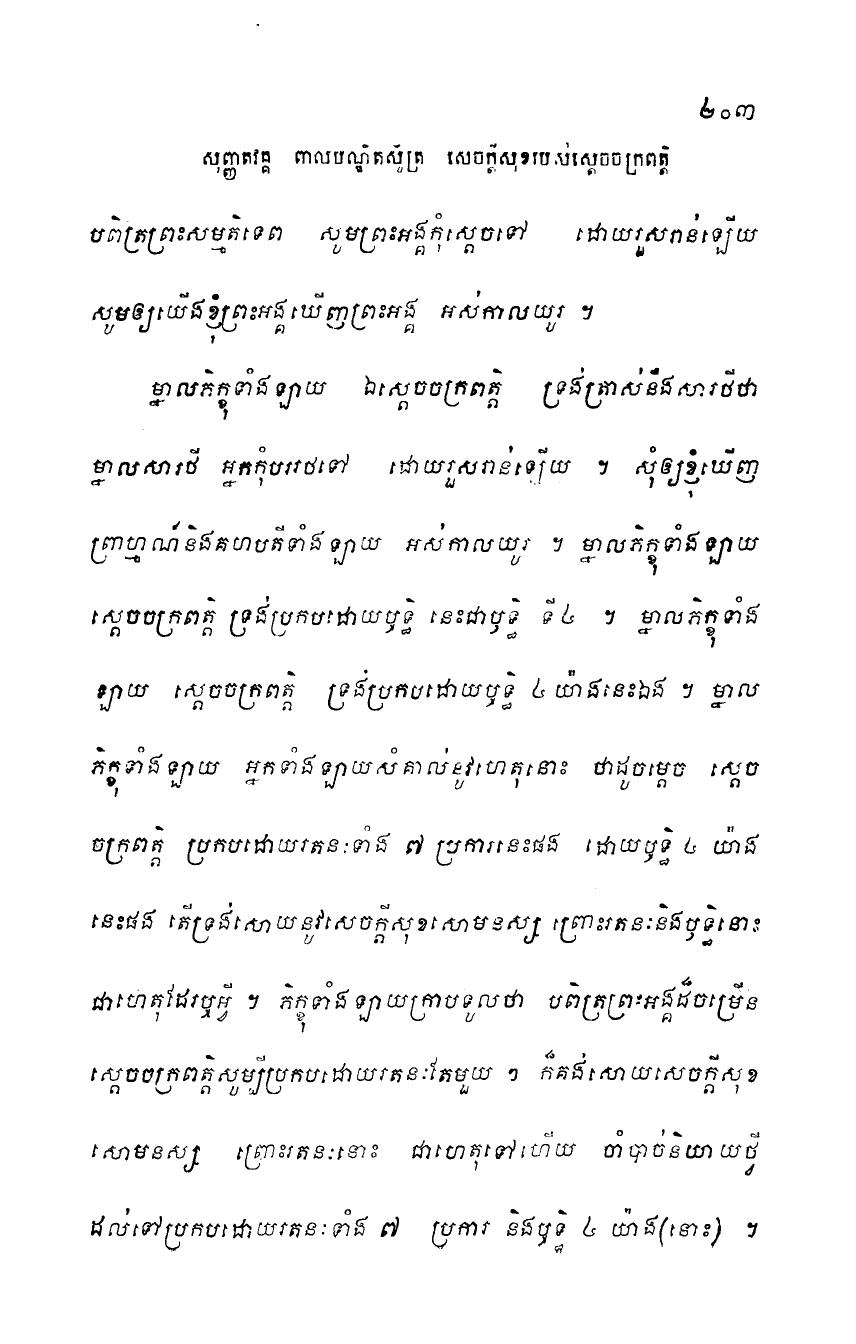 ២០៣
សុញ្ញតវគ្គ ពាលបណ្ឌិតសូត្រ សេចក្តីសុខរបស់ស្តេចចក្រពត្តិ
បពិត្រព្រះសម្មតិទេព សូមព្រះអង្គកុំស្តេចទៅ ដោយរួសរាន់ឡើយ
សូមឲ្យយើងខ្ញុំព្រះអង្គឃើញព្រះអង្គ អស់កាលយូរ ។
ម្នាលភិក្ខុទាំងឡាយ ឯស្តេចចក្រពត្តិ ទ្រង់ត្រាស់នឹងសារថីថា
ម្នាលសារថី អ្នកកុំបររថទៅ ដោយរួសរាន់ឡើយ ។ សុំឲ្យខ្ញុំឃើញ
ព្រាហ្មណ៍និងគហបតីទាំងឡាយ អស់កាលយូរ ។ ម្នាលភិក្ខុទាំងឡាយ
ស្តេចចក្រពត្តិ ទ្រង់ប្រកបដោយឫទ្ធិ នេះជាឫទ្ធិ ទី ៤ ។ ម្នាលភិក្ខុទាំង
ឡាយ ស្តេចចក្រពត្តិ ទ្រង់ប្រកបដោយឫទ្ធិ ៤ យ៉ាងនេះឯង ។ ម្នាល
ភិក្ខុទាំងឡាយ អ្នកទាំងឡាយសំគាល់នូវហេតុនោះ ថាដូចម្តេច ស្តេច
ចក្រពត្តិ ប្រកបដោយរតនៈទាំង ៧ ប្រការនេះផង ដោយឫទ្ធិ ៤ យ៉ាង
នេះផង តើទ្រង់សោយនូវសេចក្តីសុខសោមនស្ស ព្រោះរតនៈនិងឫទ្ធិនោះ
ជាហេតុដែរឬអ្វី ។ ភិក្ខុទាំងឡាយក្រាបទូលថា បពិត្រព្រះអង្គដ៏ចម្រើន
ស្តេចចក្រពត្តិសូម្បីប្រកបដោយរតនៈតែមួយ ៗ ក៏គង់សោយសេចក្តីសុខ
សោមនស្ស ព្រោះរតនៈនោះ ជាហេតុទៅហើយ ចាំបាច់និយាយថ្វី
ដល់ទៅប្រកបដោយរតនៈទាំង ៧ ប្រការ និងឫទ្ធិ ៤ យ៉ាង(នោះ) ។